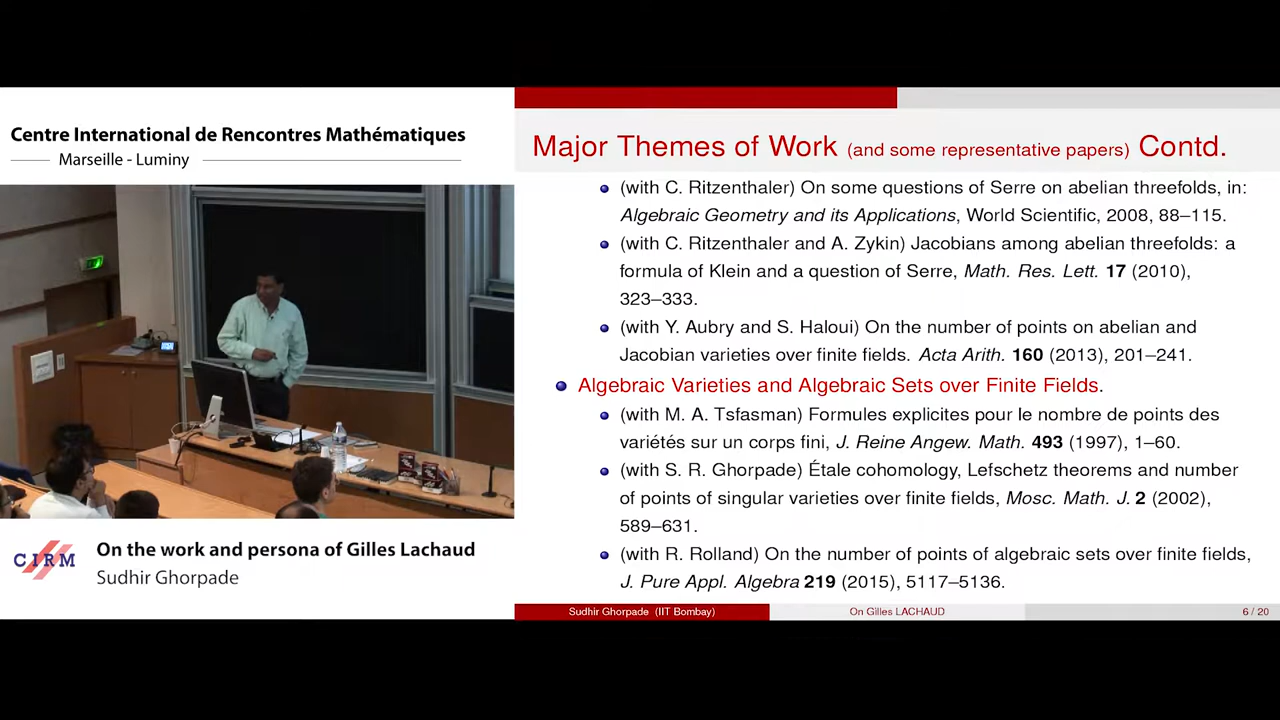 Centre International de Rencontres Mathématiques
Marseille - Luminy
CIRM
On the work and persona of Gilles Lachaud
Sudhir Ghorpade
Major Themes of Work (and some representative papers) Contd.
(with C. Ritzenthaler) On some questions of Serre on abelian threefolds, in:
Algebraic Geometry and its Applications, World Scientific, 2008, 88–115.
(with C. Ritzenthaler and A. Zykin) Jacobians among abelian threefolds: a
formula of Klein and a question of Serre, Math. Res. Lett. 17 (2010),
323–333.
(with Y. Aubry and S. Haloui) On the number of points on abelian and
Jacobian varieties over finite fields. Acta Arith. 160 (2013), 201–241.
Algebraic Varieties and Algebraic Sets over Finite Fields.
(with M. A. Tsfasman) Formules explicites pour le nombre de points des
variétés sur un corps fini, J. Reine Angew. Math. 493 (1997), 1–60.
(with S. R. Ghorpade) Étale cohomology, Lefschetz theorems and number
of points of singular varieties over finite fields, Mosc. Math. J. 2 (2002),
589–631.
(with R. Rolland) On the number of points of algebraic sets over finite fields,
J. Pure Appl. Algebra 219 (2015), 5117–5136.
Sudhir Ghorpade (IIT Bombay)
On Gilles LACHAUD
6 / 20